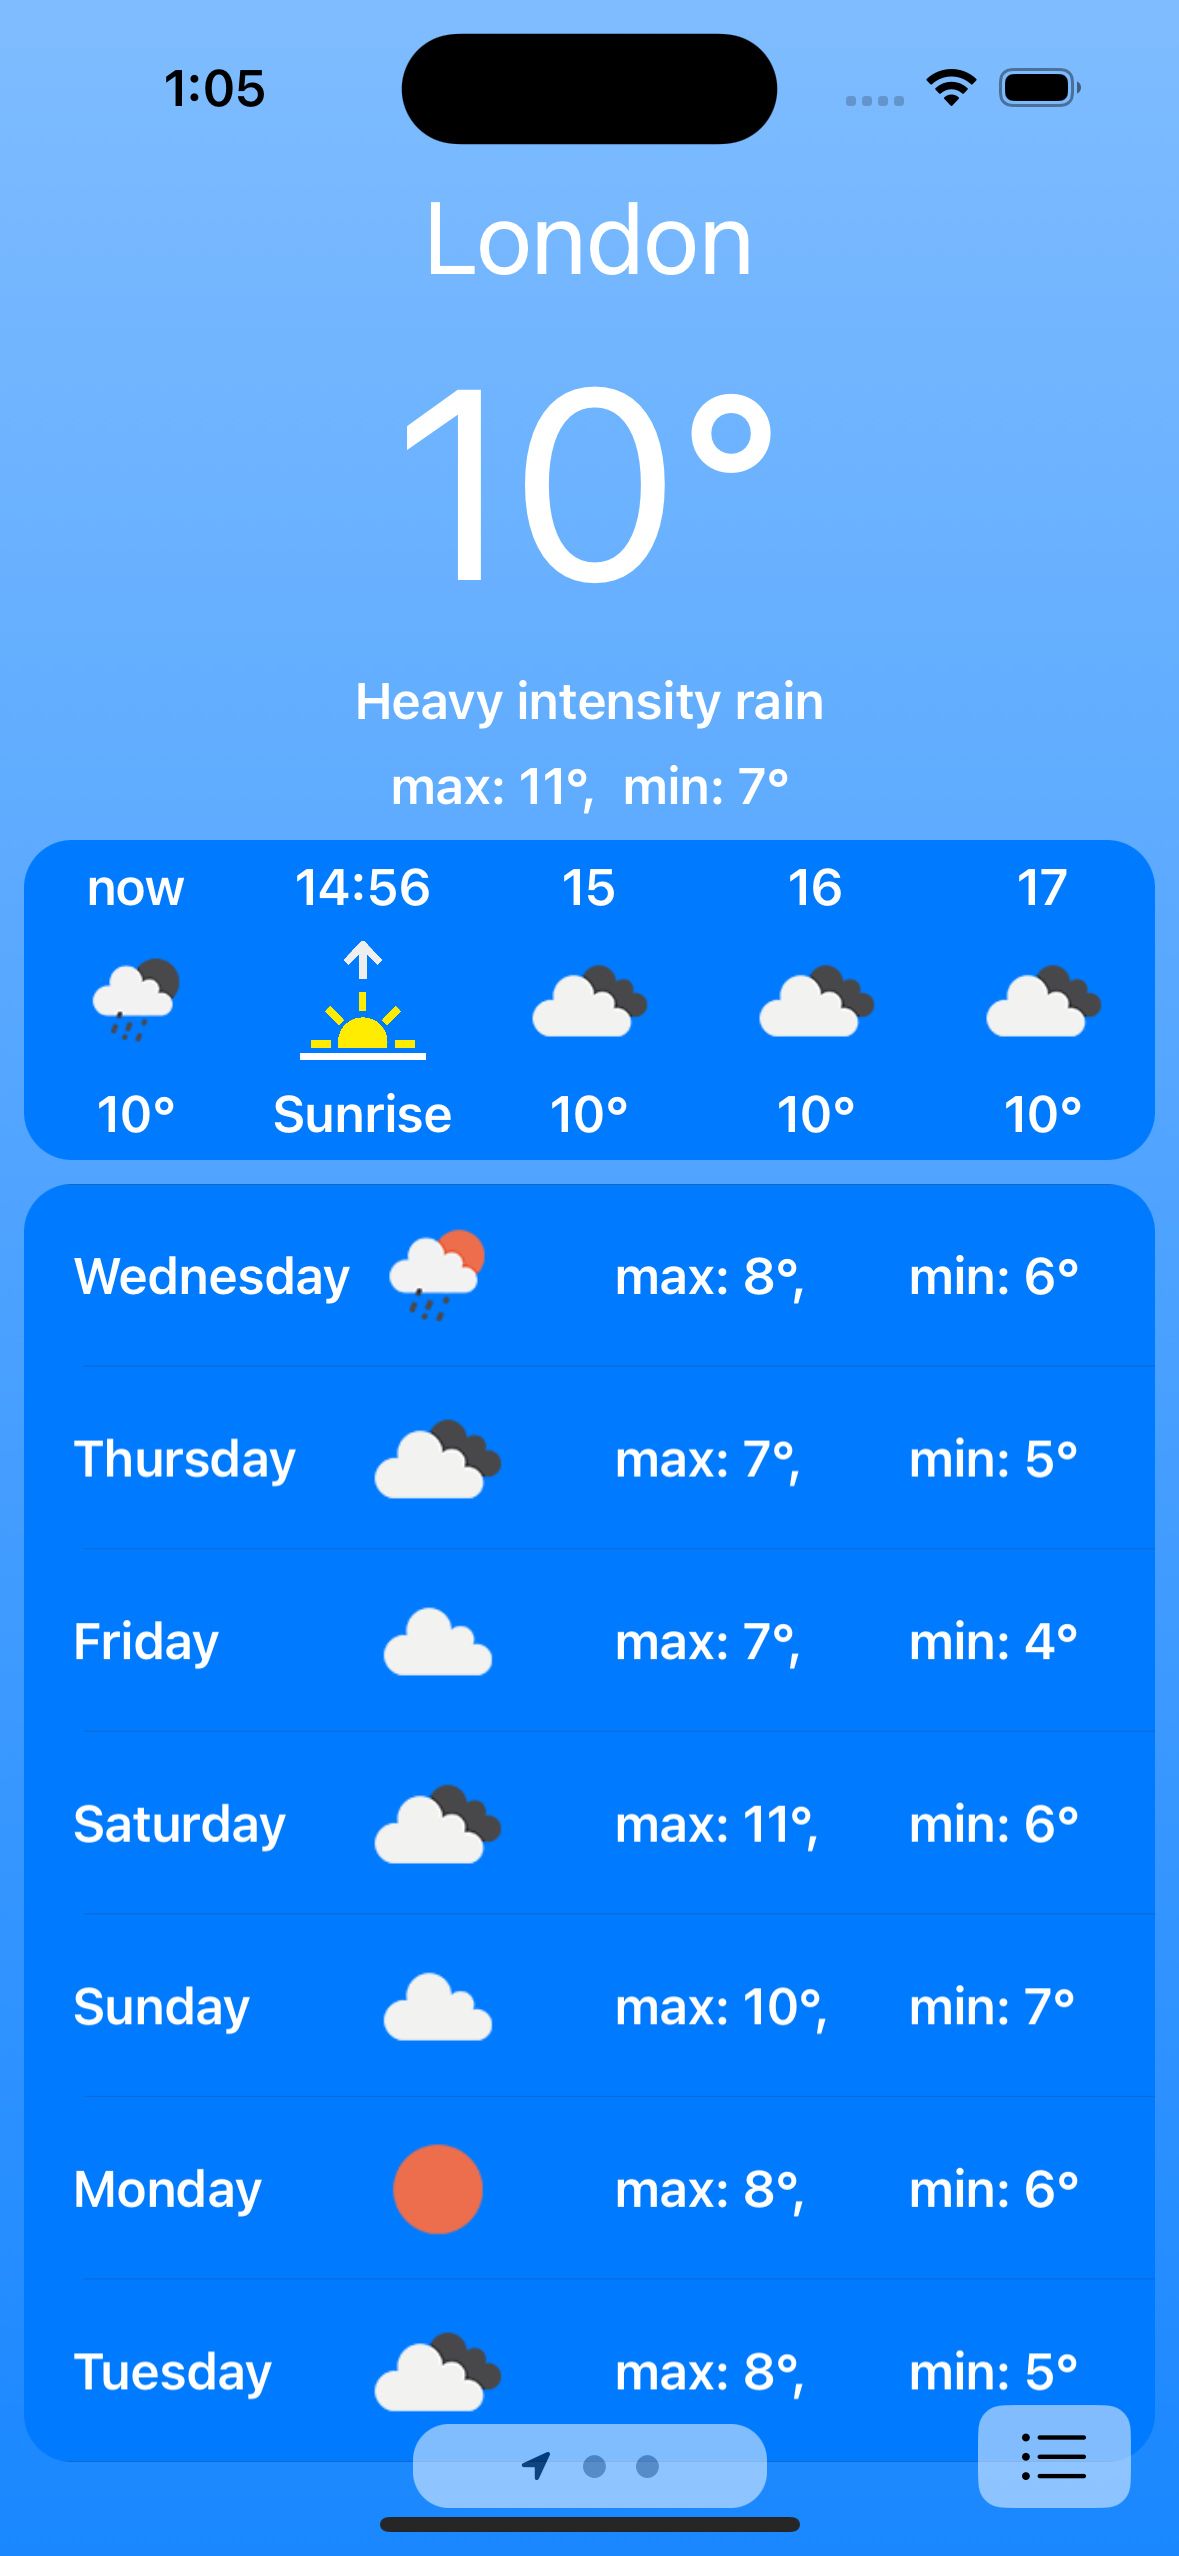 1:05
London
10°
Heavy intensity rain
max: 11°, min: 7°
now 14:56 15 16 17
10° Sunrise 10° 10° 10°
Wednesday max: 8°, min: 6°
Thursday max: 7°, min: 5°
Friday max: 7°, min: 4°
Saturday max: 11°, min: 6°
Sunday max: 10°, min: 7°
Monday max: 8°, min: 6°
Tuesday max: 8°, min: 5°